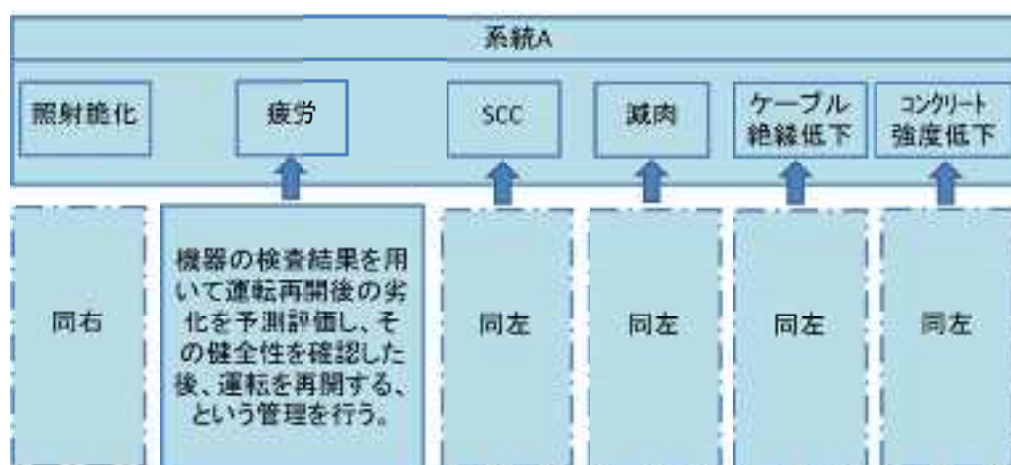 系統A
照射脆化
疲労
SCC
減肉
ケーブル
絶縁低下
コンクリート
強度低下
同右
機器の検査結果を用
いて運転再開後の劣
化を予測評価し、そ
の健全性を確認した
後、運転を再開する、
という管理を行う。
同左
同左
同左
同左